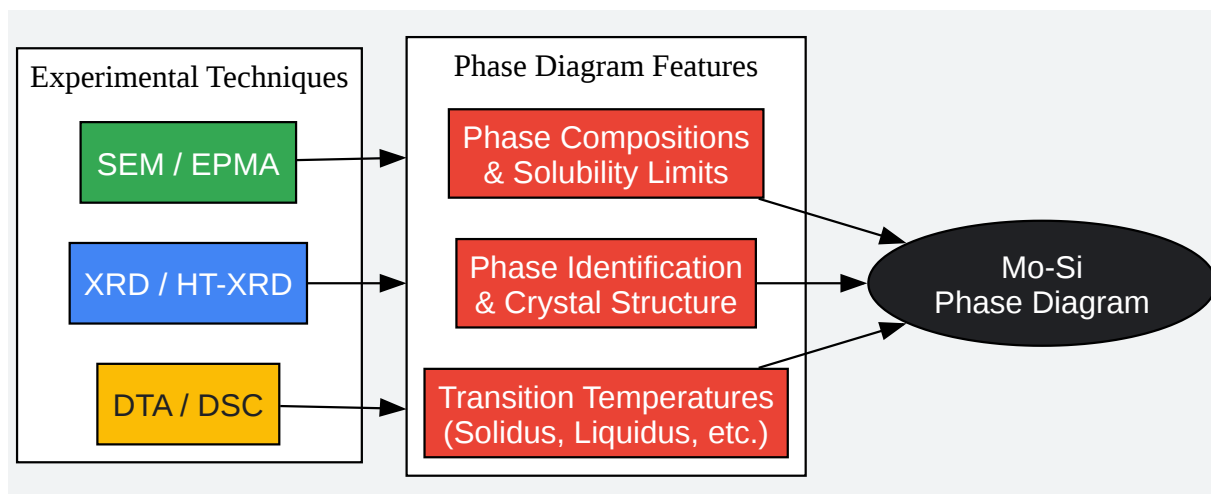 Experimental Techniques
SEM / EPMA
XRD / HT-XRD
DTA / DSC
Phase Diagram Features
Phase Compositions
& Solubility Limits
Phase Identification
& Crystal Structure
Transition Temperatures
(Solidus, Liquidus, etc.)
Mo-Si
Phase Diagram